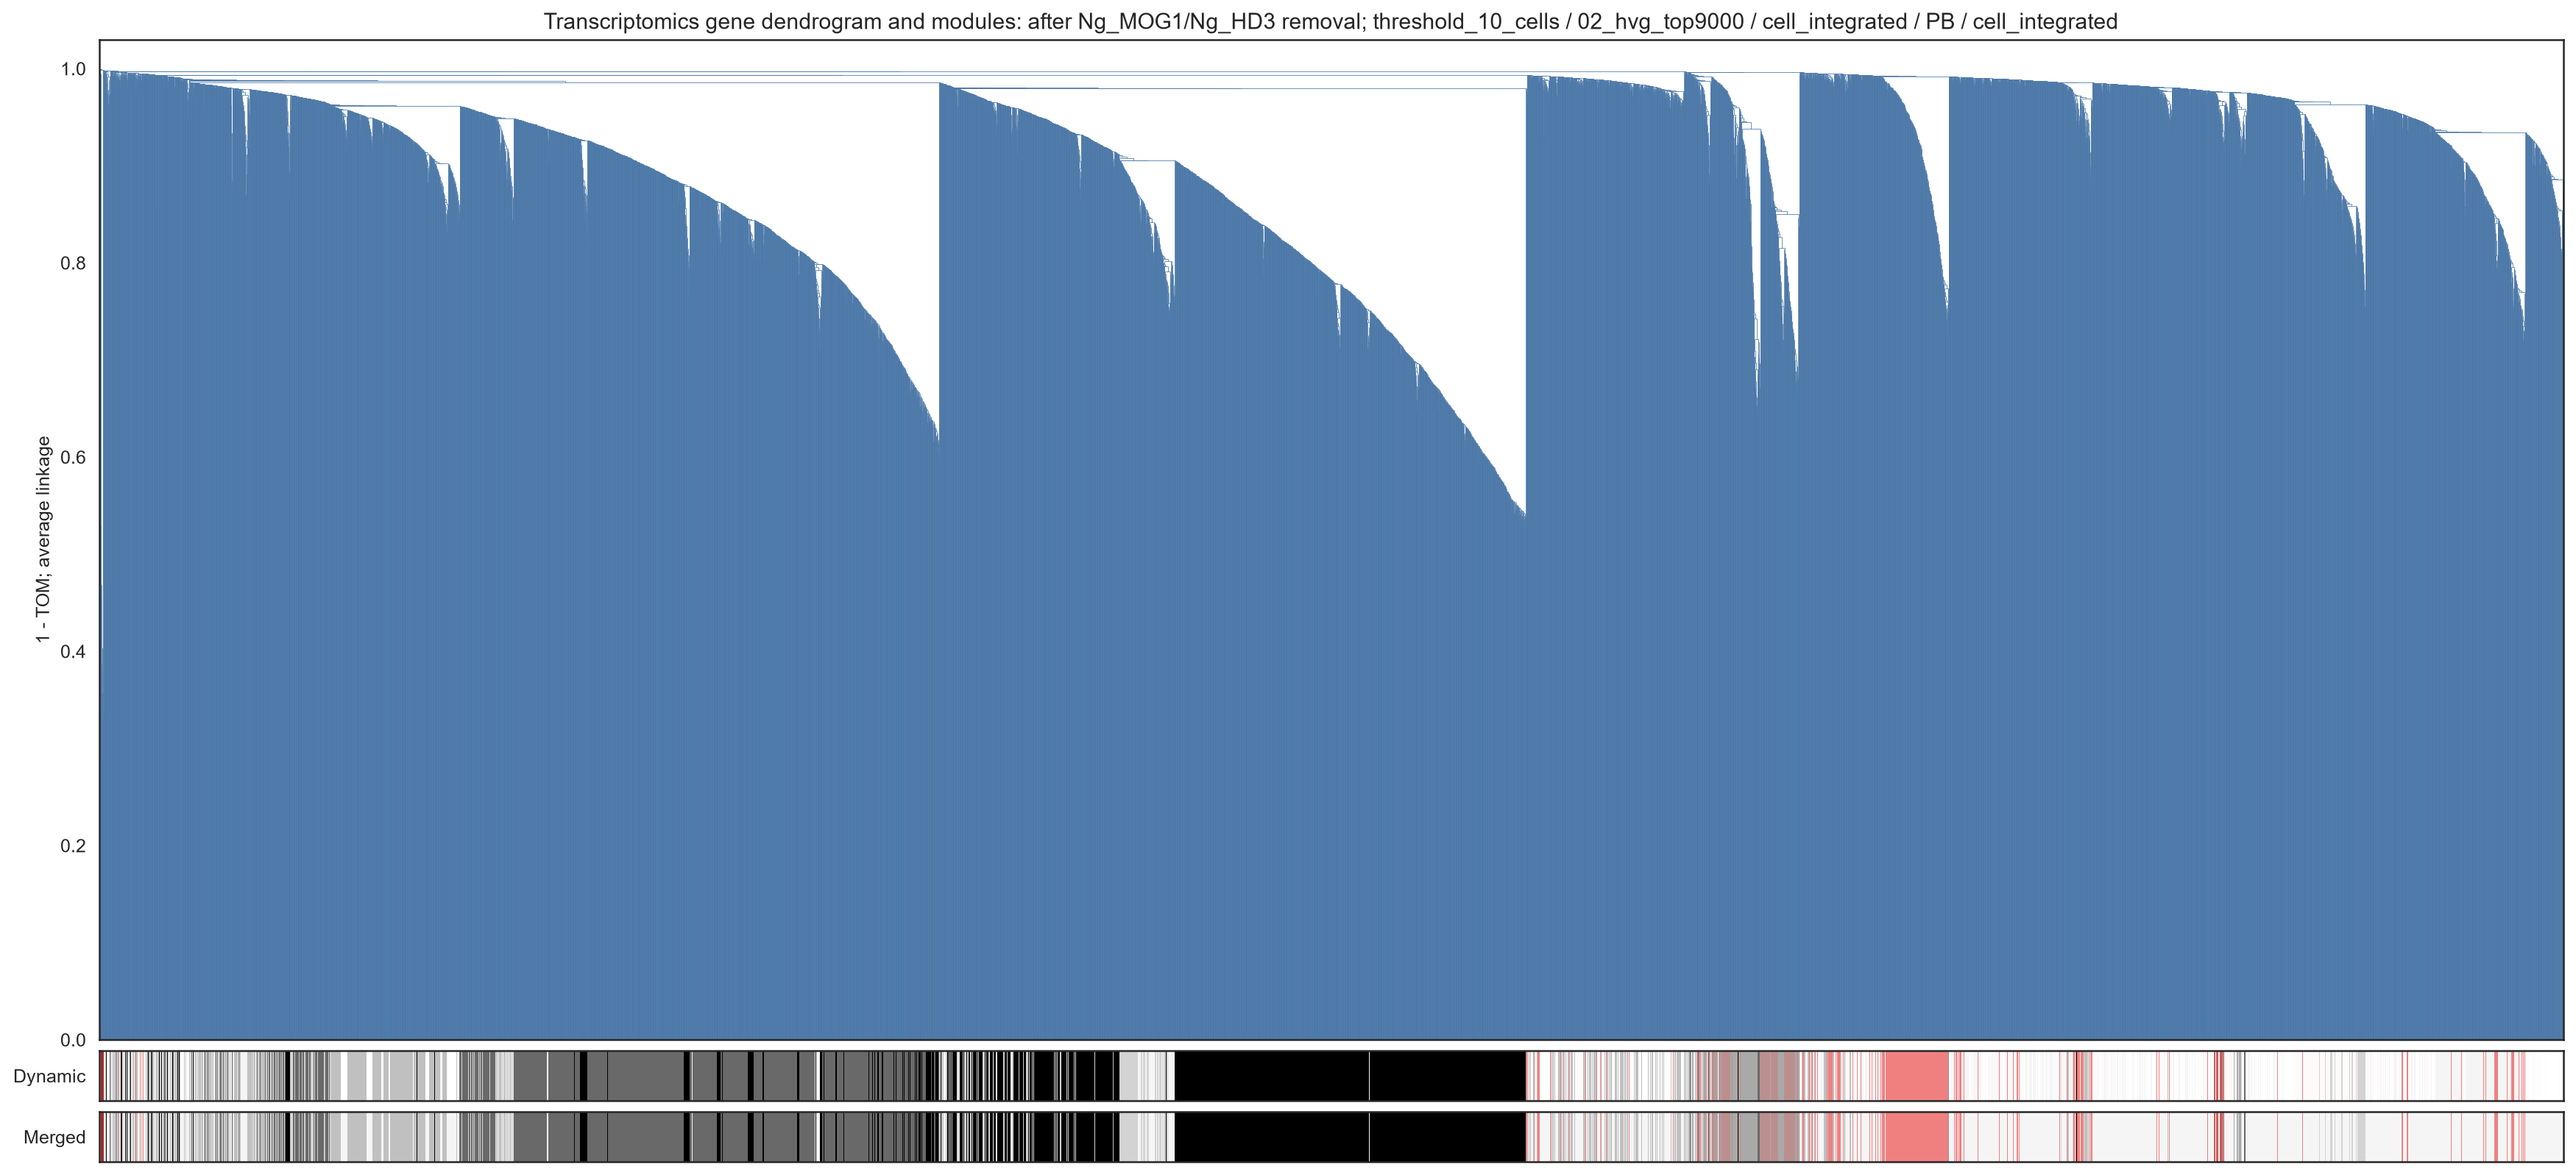 Transcriptomics gene dendrogram and modules: after Ng_MOG1/Ng_HD3 removal; threshold_10_cells / 02_hvg_top9000 / cell_integrated / PB / cell_integrated
1.0
0.8
0.6
0.4
0.2
0.0
1 - TOM; average linkage
Dynamic
Merged